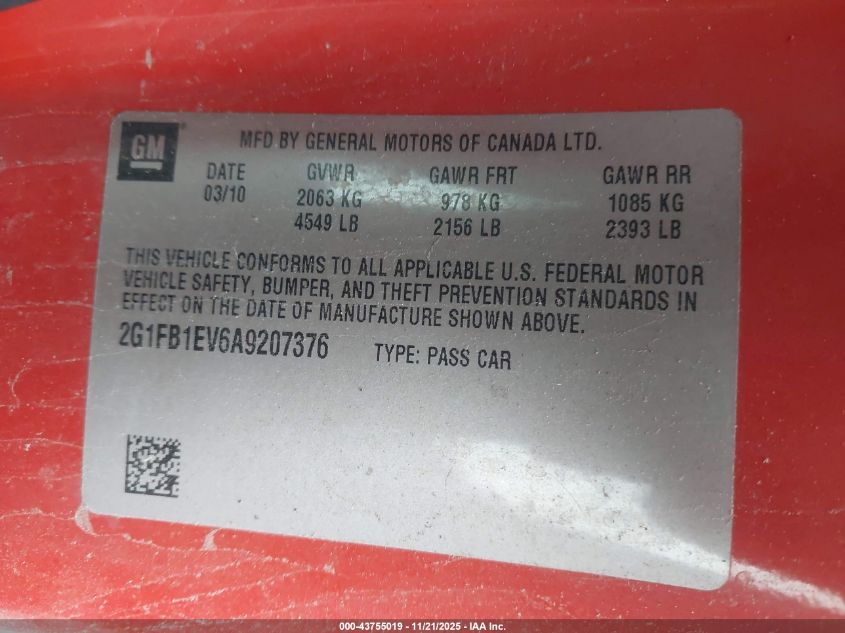 GM
MFD BY GENERAL MOTORS OF CANADA LTD.
DATE GVWR GAWR FRT GAWR RR
03/10 2063 KG 978 KG 1085 KG
4549 LB 2156 LB 2393 LB
THIS VEHICLE CONFORMS TO ALL APPLICABLE U.S. FEDERAL MOTOR
VEHICLE SAFETY, BUMPER, AND THEFT PREVENTION STANDARDS IN
EFFECT ON THE DATE OF MANUFACTURE SHOWN ABOVE.
2G1FB1EV6A9207376 TYPE: PASS CAR
000-43755019 - 11/21/2025 - IAA Inc.